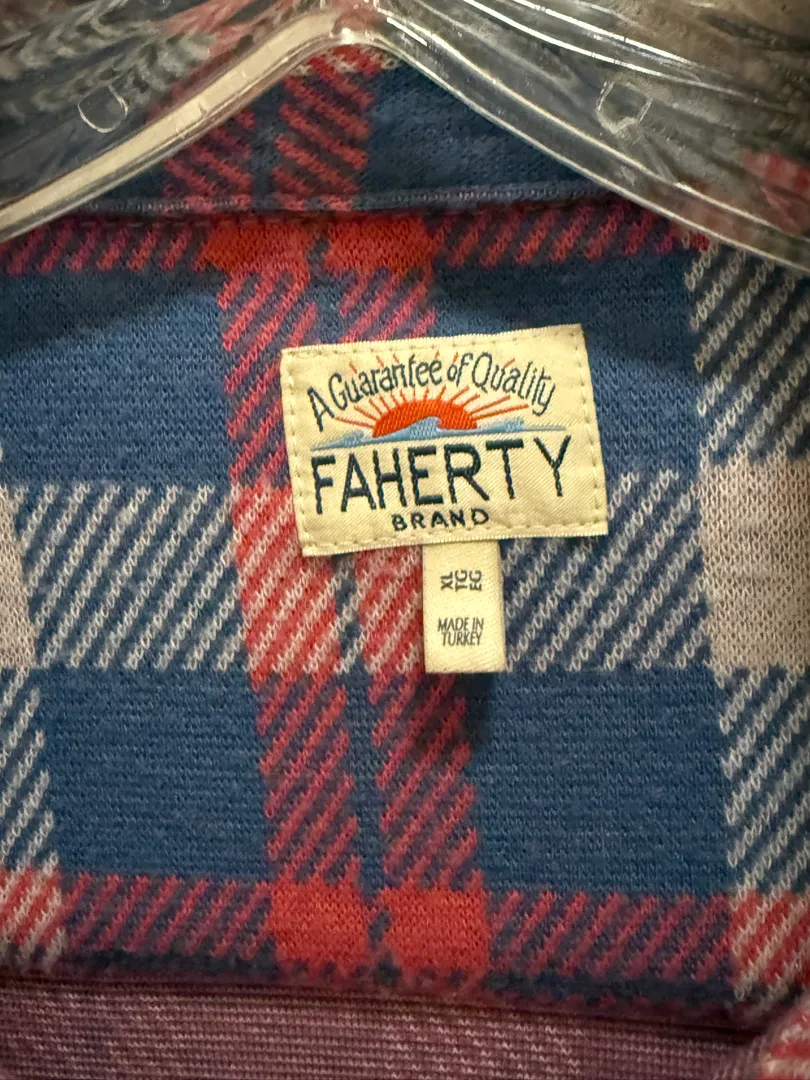 A Guarantee of Quality
FAHERTY
BRAND
XL
TG
EG
MADE IN
TURKEY